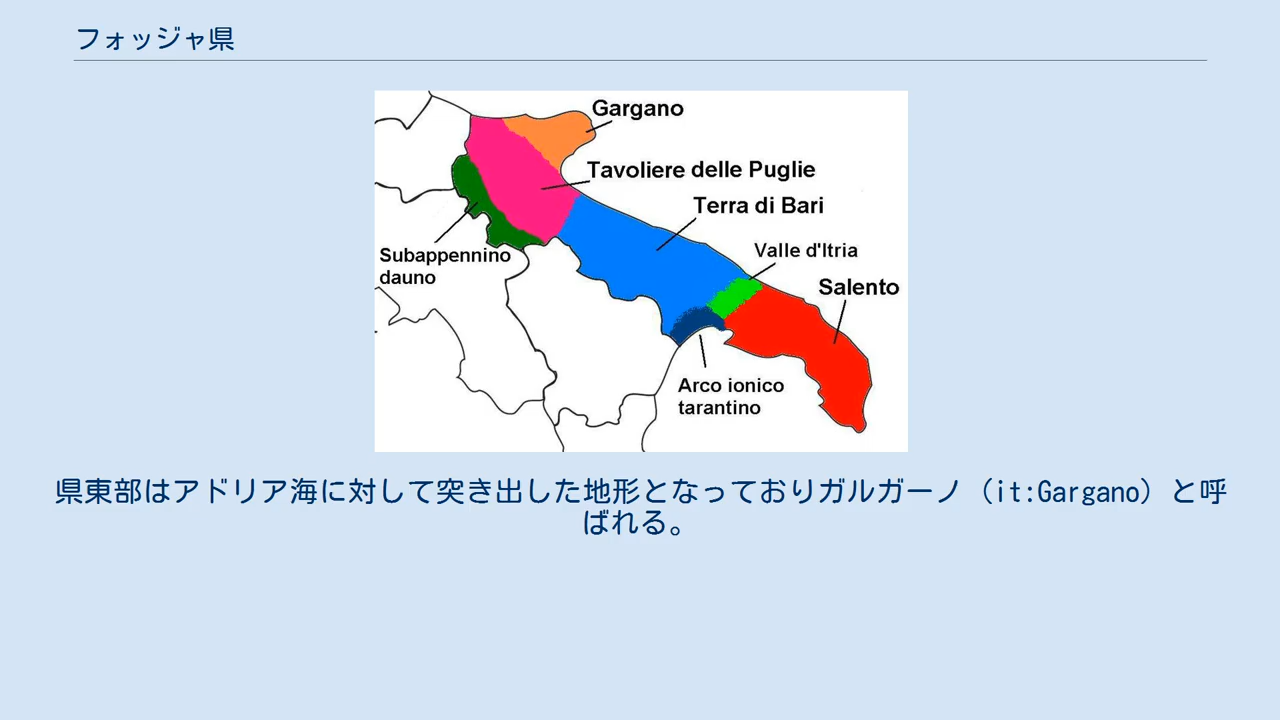 フォッジャ県
Gargano
Tavoliere delle Puglie
Terra di Bari
Valle d'Itria
Subappennino
dauno
Salento
Arco ionico
tarantino
県東部はアドリア海に対して突き出した地形となっておりガルガーノ（it:Gargano）と呼
ばれる。